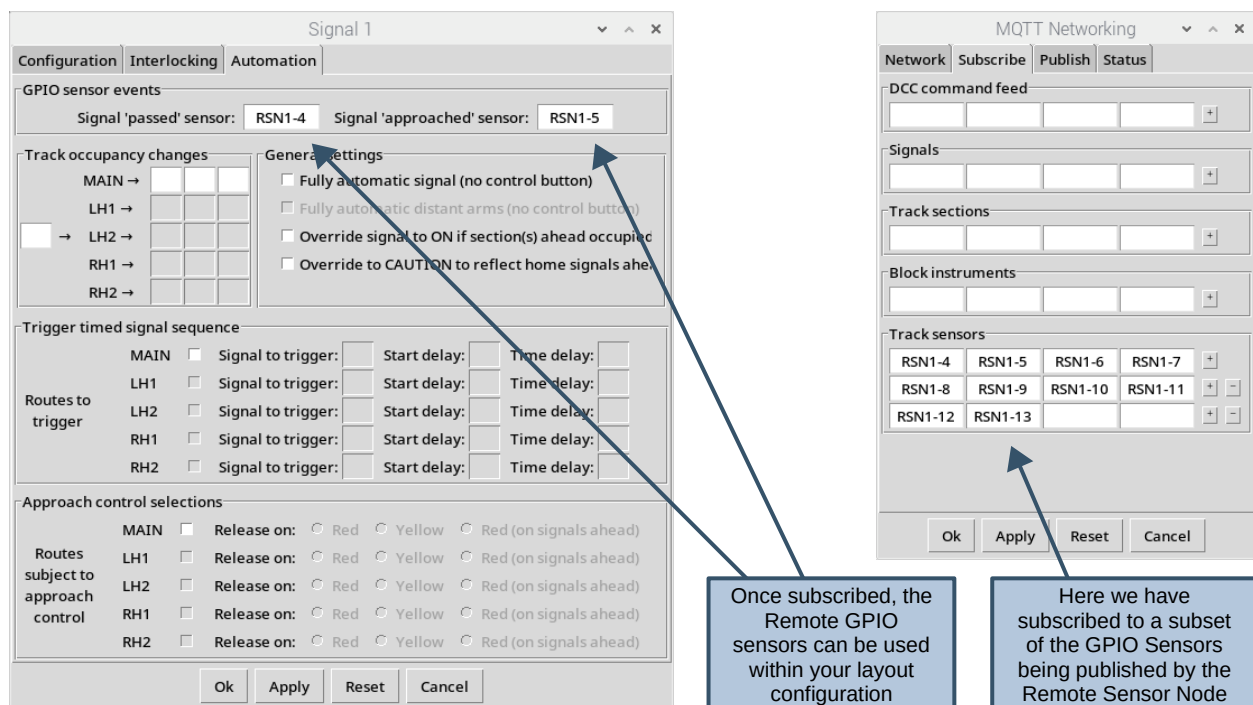 Signal 1
Configuration Interlocking Automation
GPIO sensor events
Signal 'passed' sensor: RSN1-4 Signal 'approached' sensor: RSN1-5
Track occupancy changes
MAIN →
LH1 →
→ LH2 →
RH1 →
RH2 →
General settings
Fully automatic signal (no control button)
Fully automatic distant arms (no control button)
Override signal to ON if section(s) ahead occupied
Override to CAUTION to reflect home signals ahe
Trigger timed signal sequence
Routes to
trigger
MAIN Signal to trigger: Start delay: Time delay:
LH1 Signal to trigger: Start delay: Time delay:
LH2 Signal to trigger: Start delay: Time delay:
RH1 Signal to trigger: Start delay: Time delay:
RH2 Signal to trigger: Start delay: Time delay:
Approach control selections
Routes
subject to
approach
control
MAIN Release on: Red Yellow Red (on signals ahead)
LH1 Release on: Red Yellow Red (on signals ahead)
LH2 Release on: Red Yellow Red (on signals ahead)
RH1 Release on: Red Yellow Red (on signals ahead)
RH2 Release on: Red Yellow Red (on signals ahead)
Ok Apply Reset Cancel
MQTT Networking
Network Subscribe Publish Status
DCC command feed
+
Signals
+
Track sections
+
Block instruments
+
Track sensors
RSN1-4 RSN1-5 RSN1-6 RSN1-7 +
RSN1-8 RSN1-9 RSN1-10 RSN1-11 + −
RSN1-12 RSN1-13 + −
Ok Apply Reset Cancel
Once subscribed, the
Remote GPIO
sensors can be used
within your layout
configuration
Here we have
subscribed to a subset
of the GPIO Sensors
being published by the
Remote Sensor Node